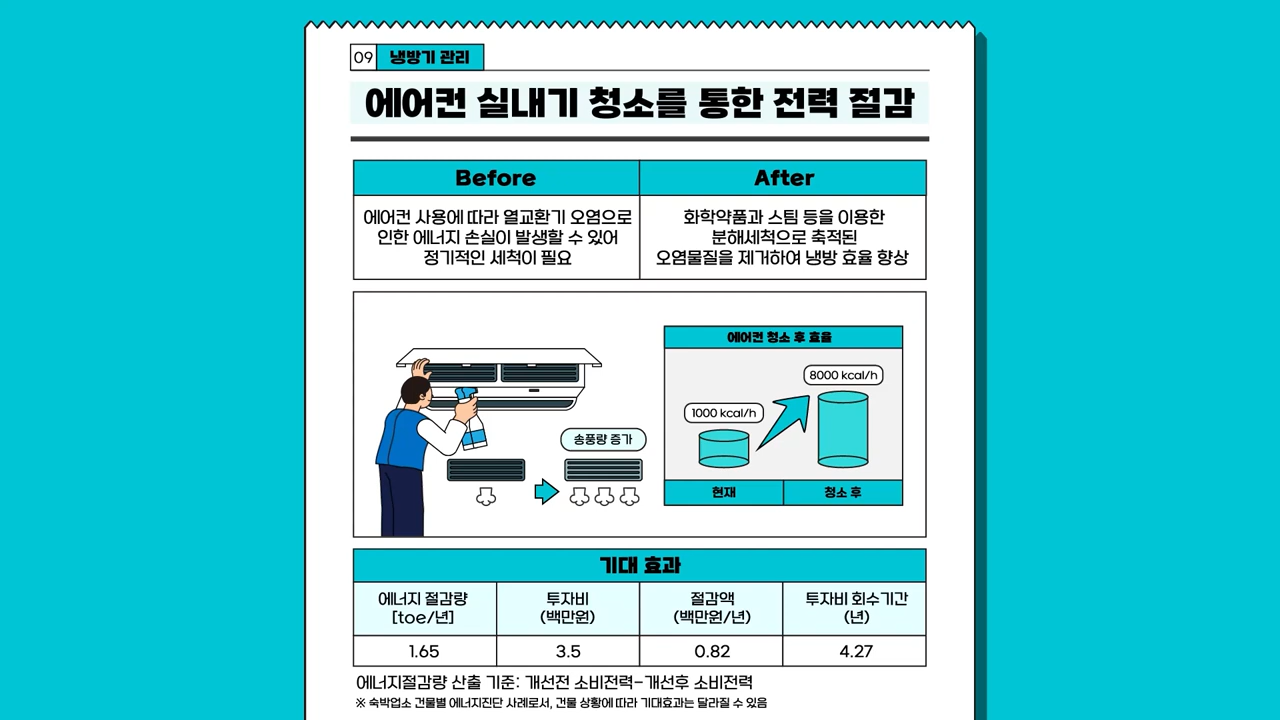 09 냉방기 관리
에어컨 실내기 청소를 통한 전력 절감
Before
After
에어컨 사용에 따라 열교환기 오염으로
인한 에너지 손실이 발생할 수 있어
정기적인 세척이 필요
화학약품과 스팀 등을 이용한
분해세척으로 축적된
오염물질을 제거하여 냉방 효율 향상
송풍량 증가
에어컨 청소 후 효율
1000 kcal/h
8000 kcal/h
현재
청소 후
기대 효과
에너지 절감량
[toe/년]
투자비
(백만원)
절감액
(백만원/년)
투자비 회수기간
(년)
1.65
3.5
0.82
4.27
에너지절감량 산출 기준: 개선전 소비전력-개선후 소비전력
※ 숙박업소 건물별 에너지진단 사례로서, 건물 상황에 따라 기대효과는 달라질 수 있음